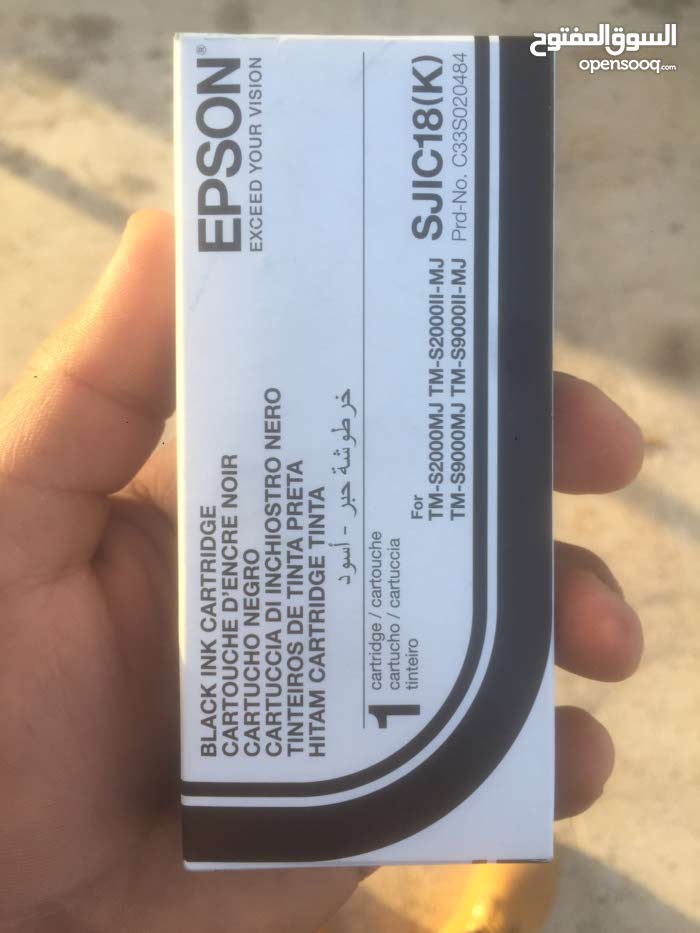 السوق المفتوح
opensooq.com
EPSON®
EXCEED YOUR VISION
BLACK INK CARTRIDGE
CARTOUCHE D'ENCRE NOIR
CARTUCHO NEGRO
CARTUCCIA DI INCHIOSTRO NERO
TINTEIROS DE TINTA PRETA
HITAM CARTRIDGE TINTA
خرطوشة حبر - أسود
1
cartridge / cartouche
cartucho / cartuccia
tinteiro
For
TM-S2000MJ TM-S2000II-MJ
TM-S9000MJ TM-S9000II-MJ
SJIC18(K)
Prd-No. C33S020484